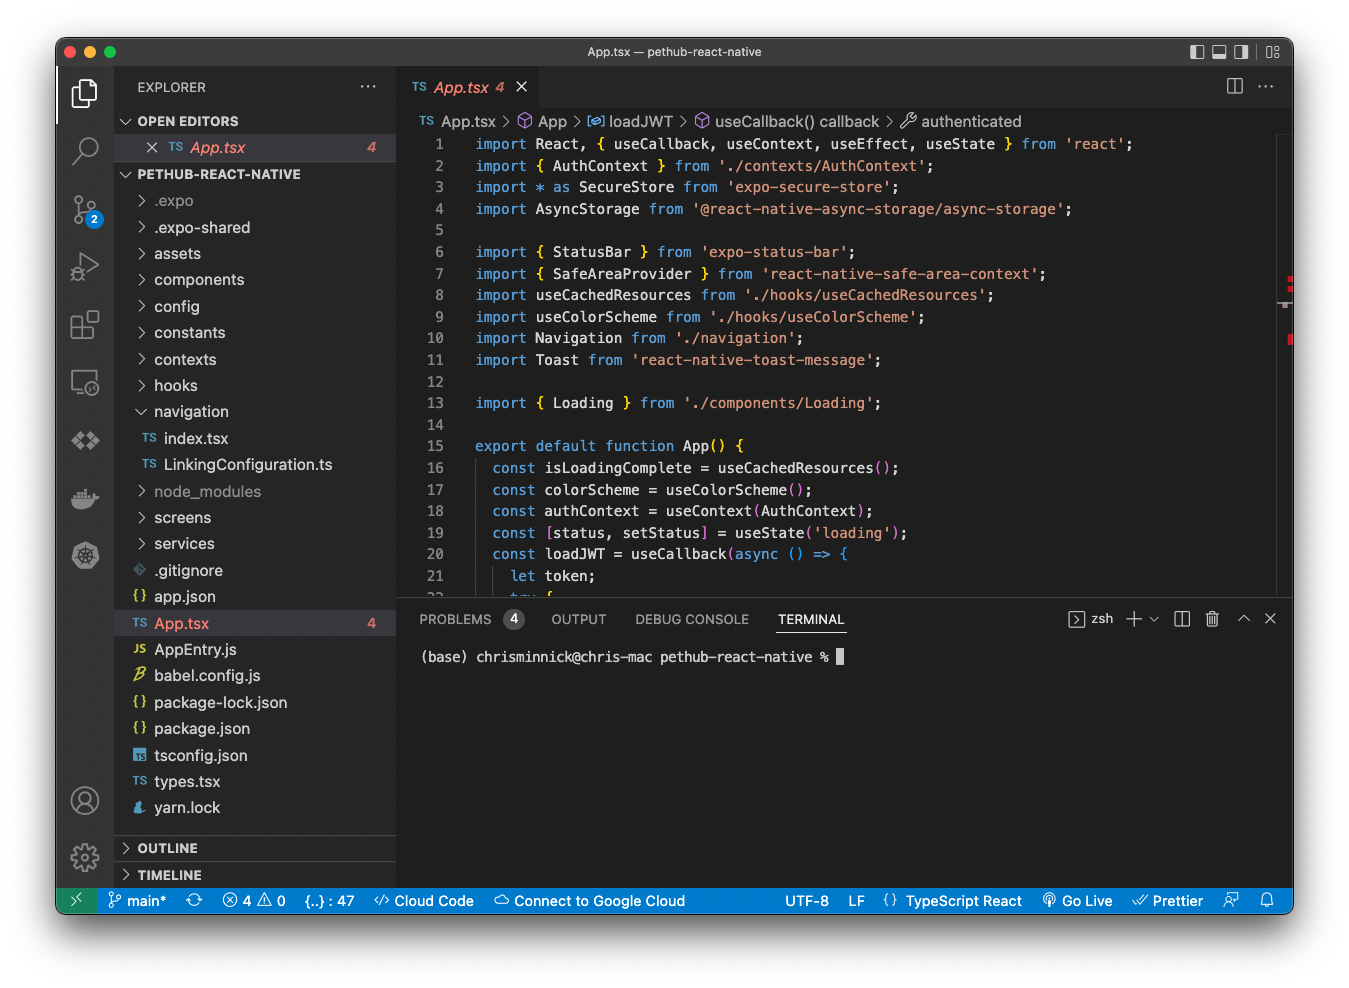 App.tsx — pethub-react-native
EXPLORER
OPEN EDITORS
TS App.tsx 4
PETHUB-REACT-NATIVE
.expo
.expo-shared
assets
components
config
constants
contexts
hooks
navigation
TS index.tsx
TS LinkingConfiguration.ts
node_modules
screens
services
.gitignore
{} app.json
TS App.tsx 4
JS AppEntry.js
babel.config.js
{} package-lock.json
{} package.json
TS tsconfig.json
TS types.tsx
yarn.lock
OUTLINE
TIMELINE
2
TS App.tsx 4
TS App.tsx > App > loadJWT > useCallback() callback > authenticated
1 import React, { useCallback, useContext, useEffect, useState } from 'react';
2 import { AuthContext } from './contexts/AuthContext';
3 import * as SecureStore from 'expo-secure-store';
4 import AsyncStorage from '@react-native-async-storage/async-storage';
5
6 import { StatusBar } from 'expo-status-bar';
7 import { SafeAreaProvider } from 'react-native-safe-area-context';
8 import useCachedResources from './hooks/useCachedResources';
9 import useColorScheme from './hooks/useColorScheme';
10 import Navigation from './navigation';
11 import Toast from 'react-native-toast-message';
12
13 import { Loading } from './components/Loading';
14
15 export default function App() {
16 const isLoadingComplete = useCachedResources();
17 const colorScheme = useColorScheme();
18 const authContext = useContext(AuthContext);
19 const [status, setStatus] = useState('loading');
20 const loadJWT = useCallback(async () => {
21 let token;
22 try {
PROBLEMS 4 OUTPUT DEBUG CONSOLE TERMINAL zsh
(base) chrisminnick@chris-mac pethub-react-native %
main* 4 0 {..} : 47 </> Cloud Code Connect to Google Cloud UTF-8 LF {} TypeScript React Go Live Prettier